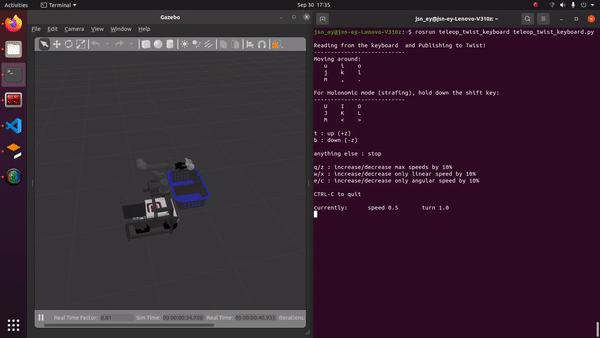 Activities
Terminal
Sep 30 17:35
Gazebo
File Edit Camera View Window Help
Real Time Factor: 0.81 Sim Time: 00 00:00:54.708 Real Time: 00 00:00:40.933 Iterations
jsn_ey@jsn-ey-Lenovo-V310z: ~
jsn_ey@jsn-ey-Lenovo-V310z:~$ rosrun teleop_twist_keyboard teleop_twist_keyboard.py
Reading from the keyboard and Publishing to Twist!
---------------------------
Moving around:
u i o
j k l
m , .
For Holonomic mode (strafing), hold down the shift key:
---------------------------
U I O
J K L
M < >
t : up (+z)
b : down (-z)
anything else : stop
q/z : increase/decrease max speeds by 10%
w/x : increase/decrease only linear speed by 10%
e/c : increase/decrease only angular speed by 10%
CTRL-C to quit
currently: speed 0.5 turn 1.0